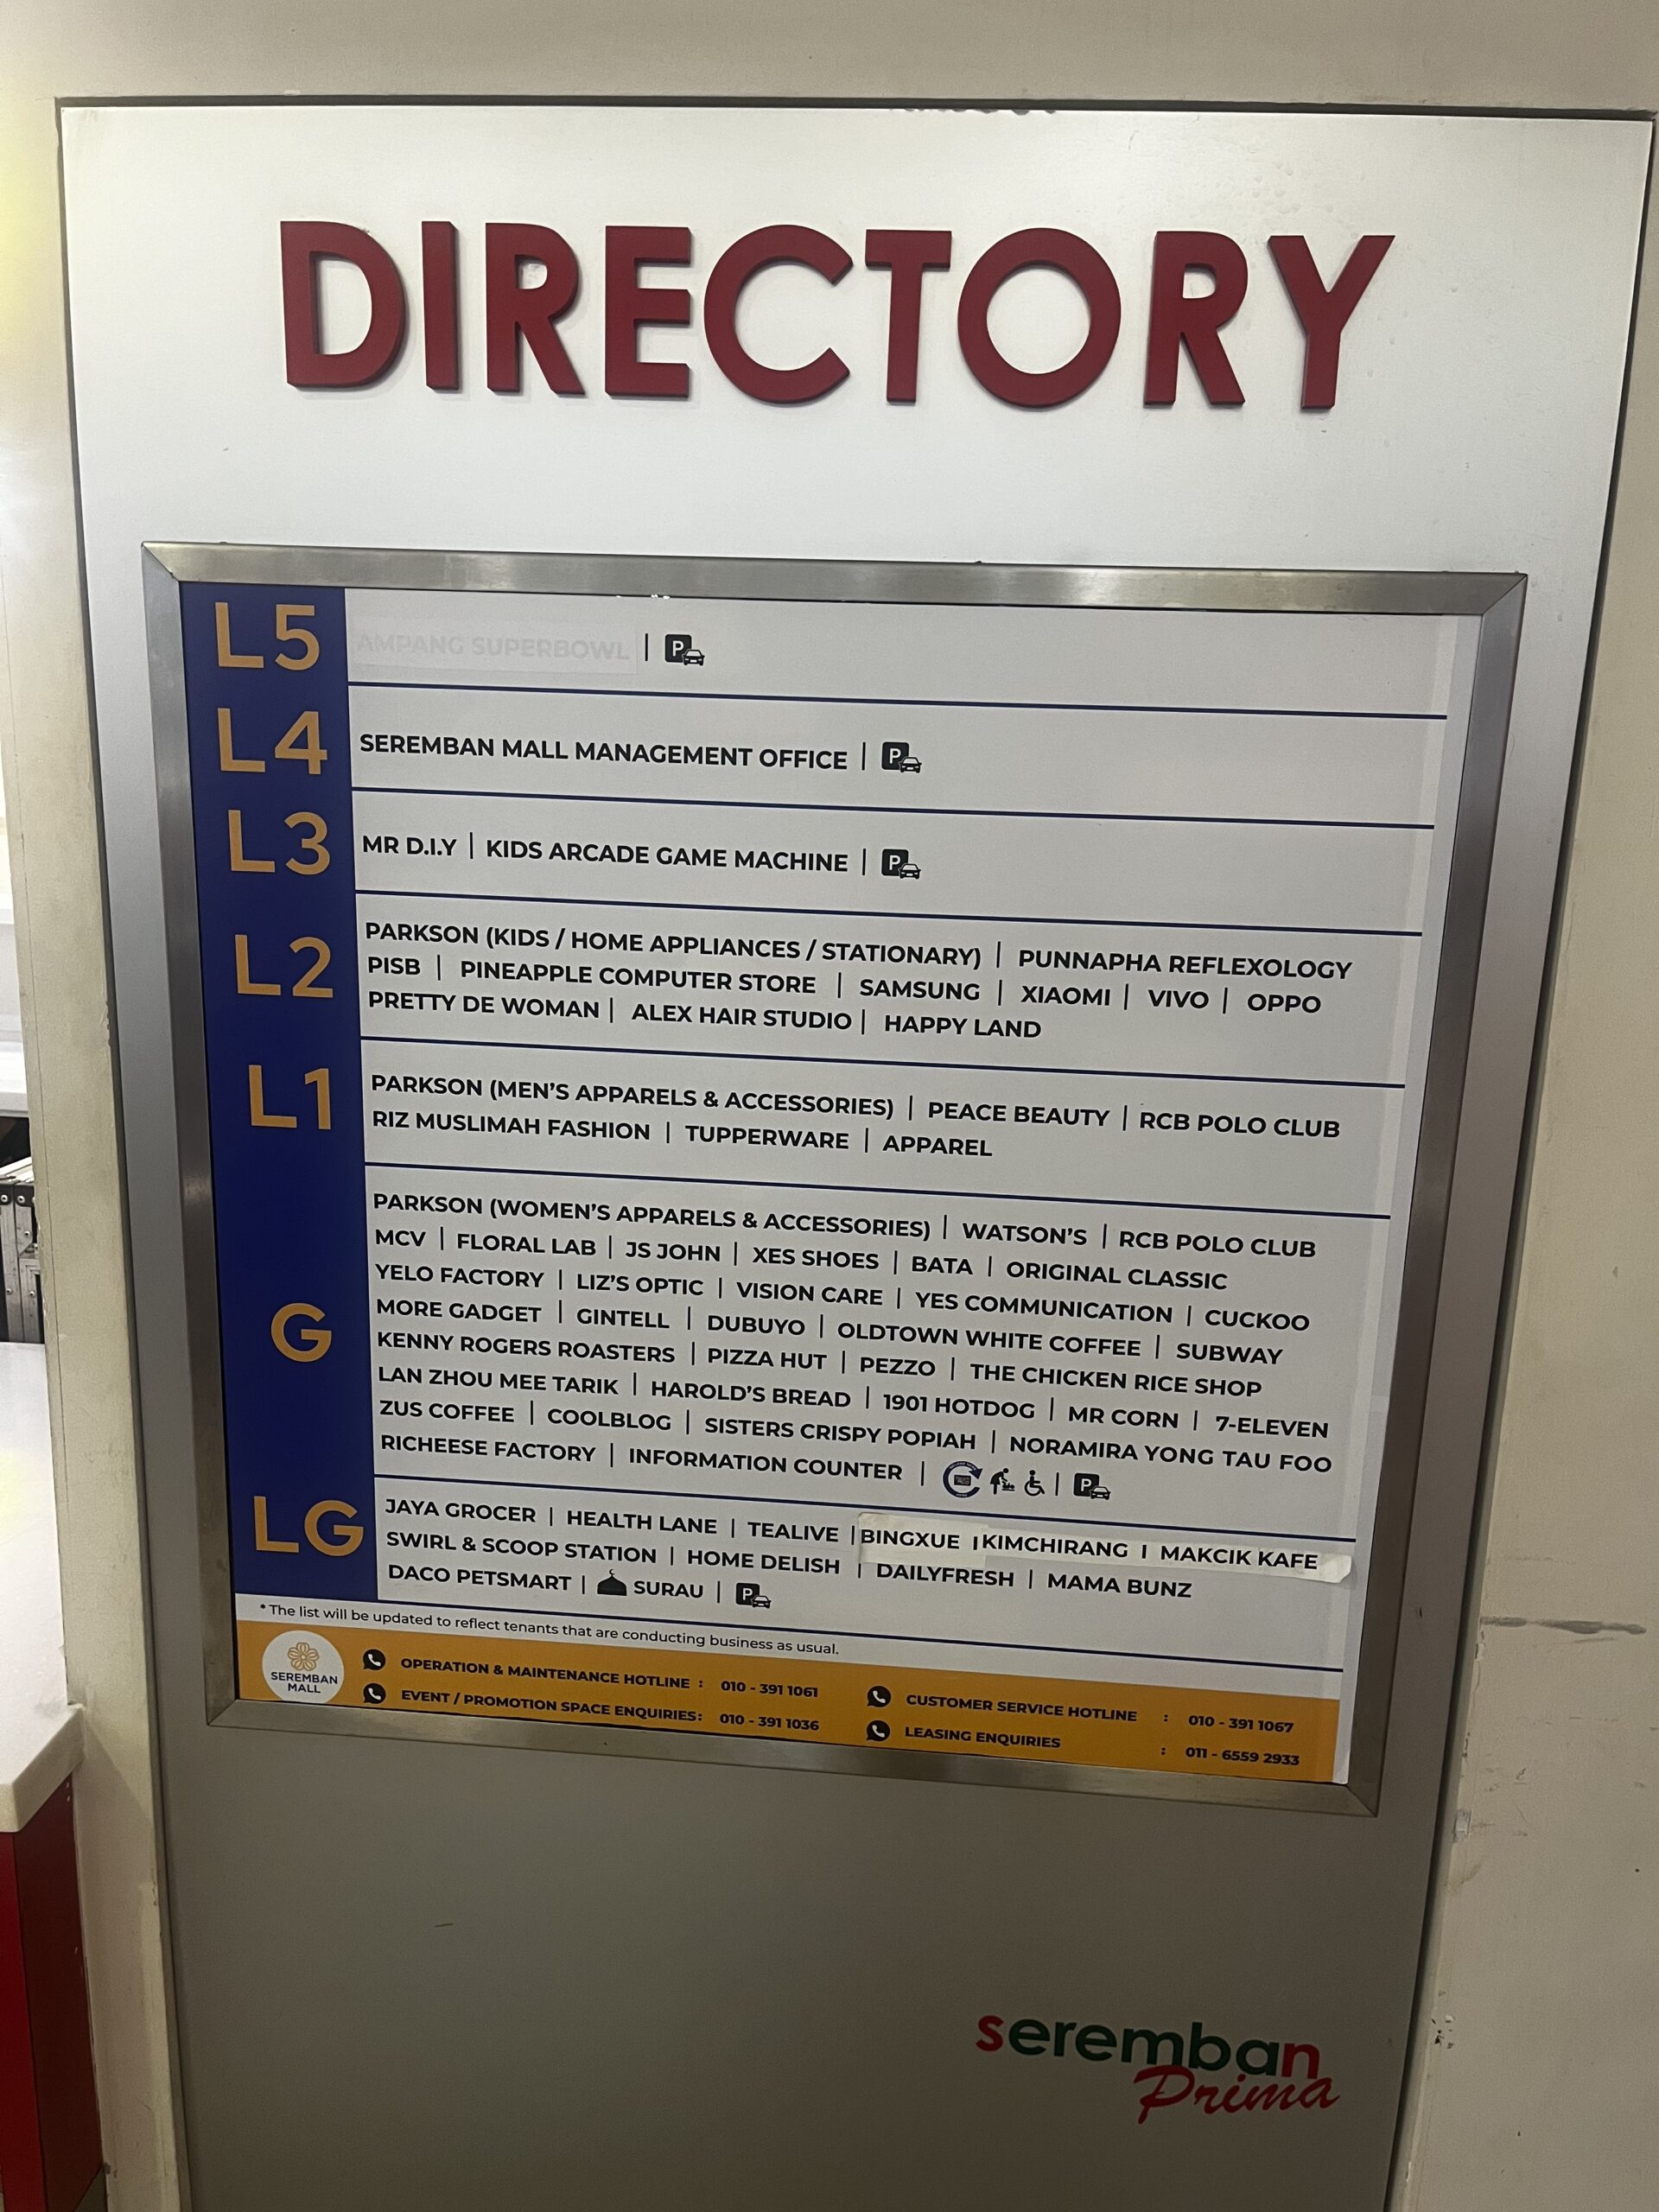 DIRECTORY
L5
AMPANG SUPERBOWL | P
L4
SEREMBAN MALL MANAGEMENT OFFICE | P
L3
MR D.I.Y | KIDS ARCADE GAME MACHINE | P
L2
PARKSON (KIDS / HOME APPLIANCES / STATIONARY) | PUNNAPHA REFLEXOLOGY
PISB | PINEAPPLE COMPUTER STORE | SAMSUNG | XIAOMI | VIVO | OPPO
PRETTY DE WOMAN | ALEX HAIR STUDIO | HAPPY LAND
L1
PARKSON (MEN'S APPARELS & ACCESSORIES) | PEACE BEAUTY | RCB POLO CLUB
RIZ MUSLIMAH FASHION | TUPPERWARE | APPAREL
G
PARKSON (WOMEN'S APPARELS & ACCESSORIES) | WATSON'S | RCB POLO CLUB
MCV | FLORAL LAB | JS JOHN | XES SHOES | BATA | ORIGINAL CLASSIC
YELO FACTORY | LIZ'S OPTIC | VISION CARE | YES COMMUNICATION | CUCKOO
MORE GADGET | GINTELL | DUBUYO | OLDTOWN WHITE COFFEE | SUBWAY
KENNY ROGERS ROASTERS | PIZZA HUT | PEZZO | THE CHICKEN RICE SHOP
LAN ZHOU MEE TARIK | HAROLD'S BREAD | 1901 HOTDOG | MR CORN | 7-ELEVEN
ZUS COFFEE | COOLBLOG | SISTERS CRISPY POPIAH | NORAMIRA YONG TAU FOO
RICHEESE FACTORY | INFORMATION COUNTER | | P
LG
JAYA GROCER | HEALTH LANE | TEALIVE | BINGXUE | KIMCHIRANG | MAKCIK KAFE
SWIRL & SCOOP STATION | HOME DELISH | DAILYFRESH | MAMA BUNZ
DACO PETSMART | SURAU | P
* The list will be updated to reflect tenants that are conducting business as usual.
SEREMBAN
MALL
OPERATION & MAINTENANCE HOTLINE : 010 - 391 1061
EVENT / PROMOTION SPACE ENQUIRIES: 010 - 391 1036
CUSTOMER SERVICE HOTLINE : 010 - 391 1067
LEASING ENQUIRIES : 011 - 6559 2933
seremban
Prima